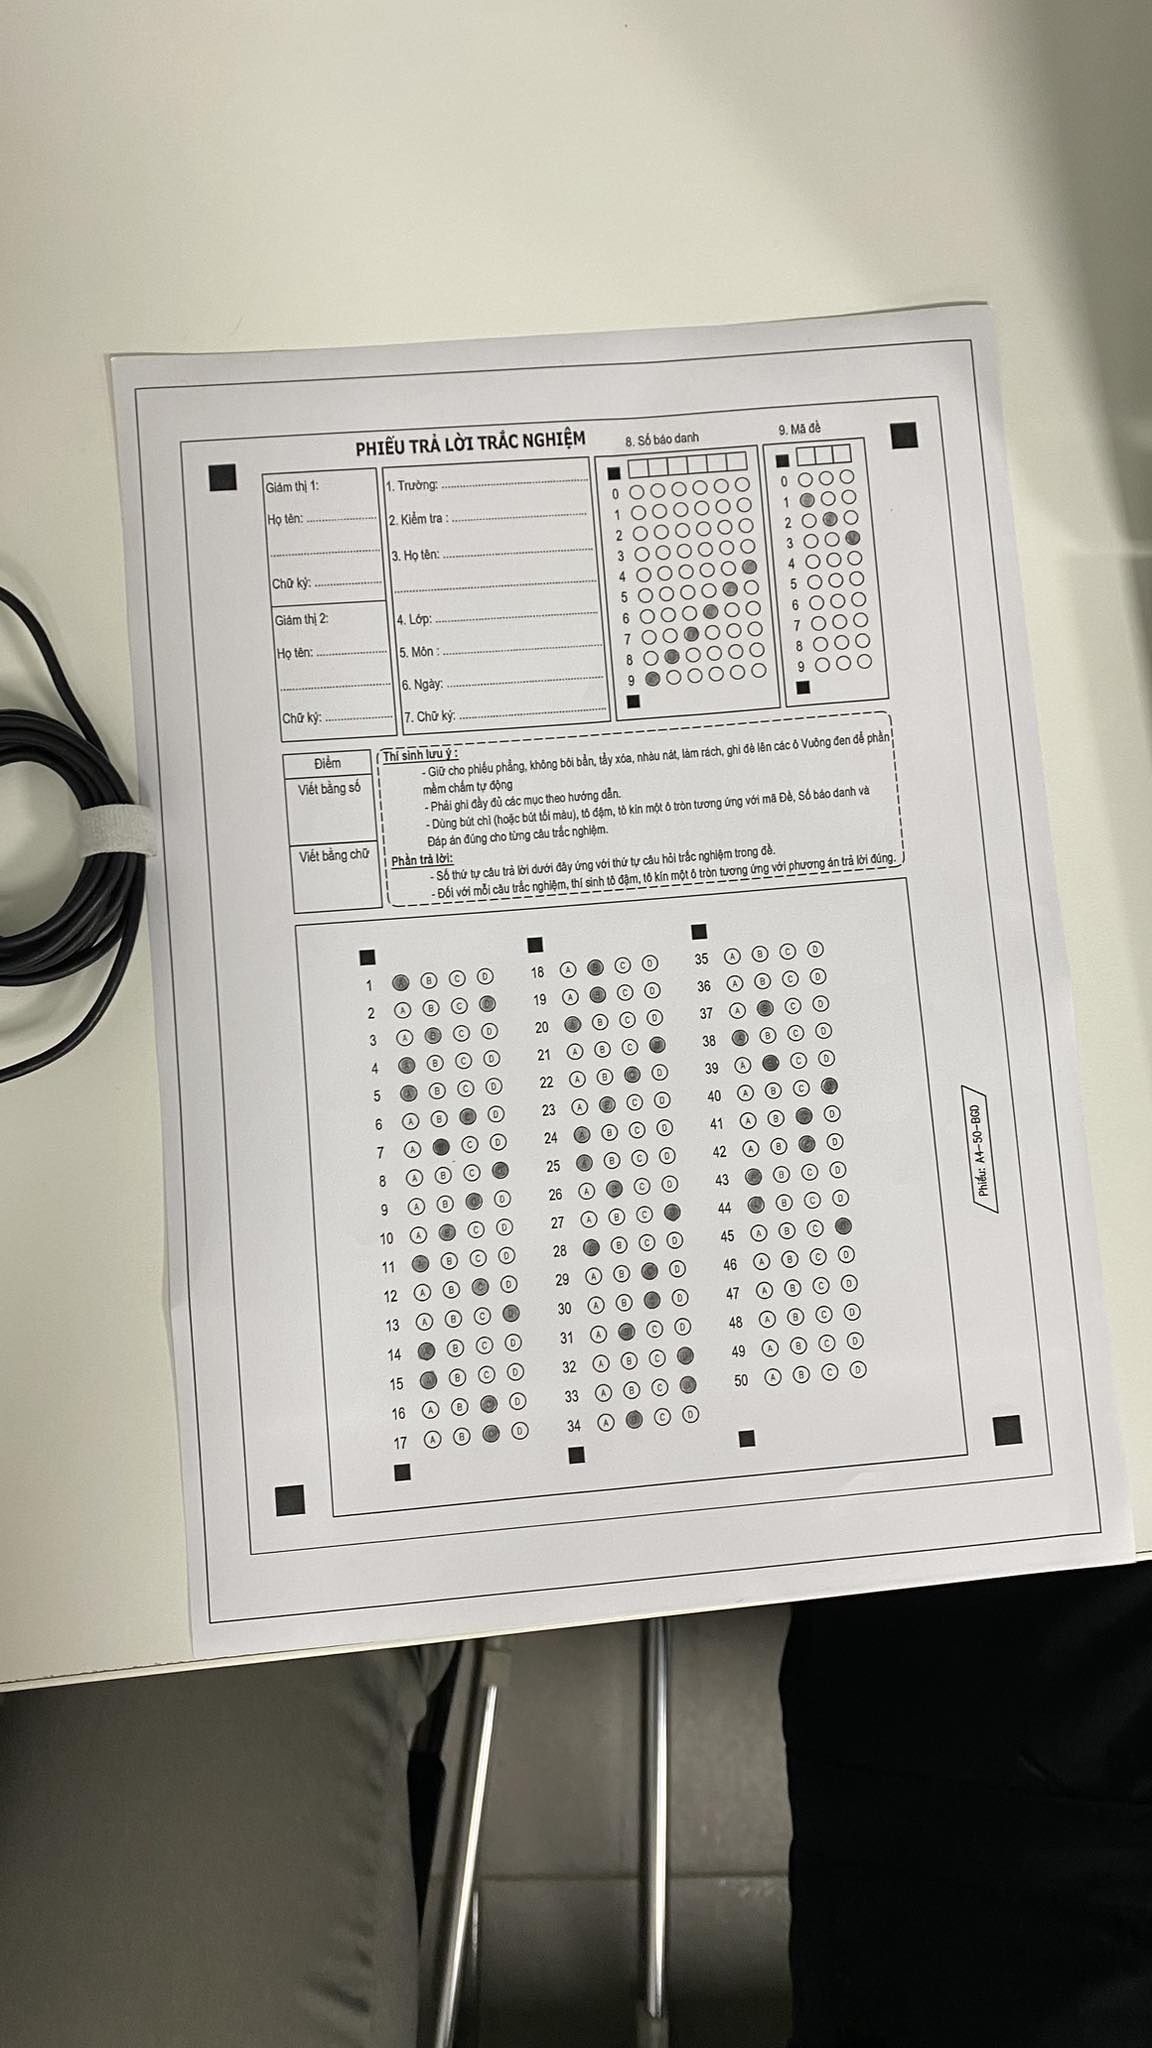 PHIẾU TRẢ LỜI TRẮC NGHIỆM
8. Số báo danh
9. Mã đề
Giám thị 1:
Họ tên:
Chữ ký:
Giám thị 2:
Họ tên:
Chữ ký:
1. Trường:
2. Kiểm tra :
3. Họ tên:
4. Lớp:
5. Môn :
6. Ngày:
7. Chữ ký:
0
1
2
3
4
5
6
7
8
9
0
1
2
3
4
5
6
7
8
9
Điểm
Viết bằng số
Viết bằng chữ
Thí sinh lưu ý :
- Giữ cho phiếu phẳng, không bôi bẩn, tẩy xóa, nhàu nát, làm rách, ghi đè lên các ô Vuông đen để phần
mềm chấm tự động
- Phải ghi đầy đủ các mục theo hướng dẫn.
- Dùng bút chì (hoặc bút tối màu), tô đậm, tô kín một ô tròn tương ứng với mã Đề, Số báo danh và
Đáp án đúng cho từng câu trắc nghiệm.
Phần trả lời:
- Số thứ tự câu trả lời dưới đây ứng với thứ tự câu hỏi trắc nghiệm trong đề.
- Đối với mỗi câu trắc nghiệm, thí sinh tô đậm, tô kín một ô tròn tương ứng với phương án trả lời đúng.
1 A B C D
2 A B C D
3 A B C D
4 A B C D
5 A B C D
6 A B C D
7 A B C D
8 A B C D
9 A B C D
10 A B C D
11 A B C D
12 A B C D
13 A B C D
14 A B C D
15 A B C D
16 A B C D
17 A B C D
18 A B C D
19 A B C D
20 A B C D
21 A B C D
22 A B C D
23 A B C D
24 A B C D
25 A B C D
26 A B C D
27 A B C D
28 A B C D
29 A B C D
30 A B C D
31 A B C D
32 A B C D
33 A B C D
34 A B C D
35 A B C D
36 A B C D
37 A B C D
38 A B C D
39 A B C D
40 A B C D
41 A B C D
42 A B C D
43 A B C D
44 A B C D
45 A B C D
46 A B C D
47 A B C D
48 A B C D
49 A B C D
50 A B C D
Phiếu: A4-50-BGD